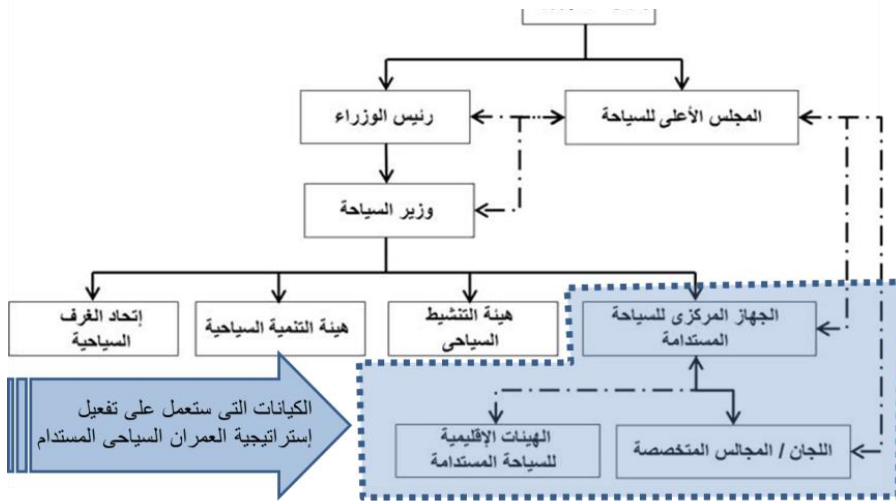 المجلس الأعلى للسياحة
رئيس الوزراء
وزير السياحة
الجهاز المركزى للسياحة
المستدامة
هيئة التنشيط
السياحى
هيئة التنمية السياحية
إتحاد الغرف
السياحية
الكيانات التى ستعمل على تفعيل
إستراتيجية العمران السياحى المستدام
اللجان / المجالس المتخصصة
الهيئات الإقليمية
للسياحة المستدامة